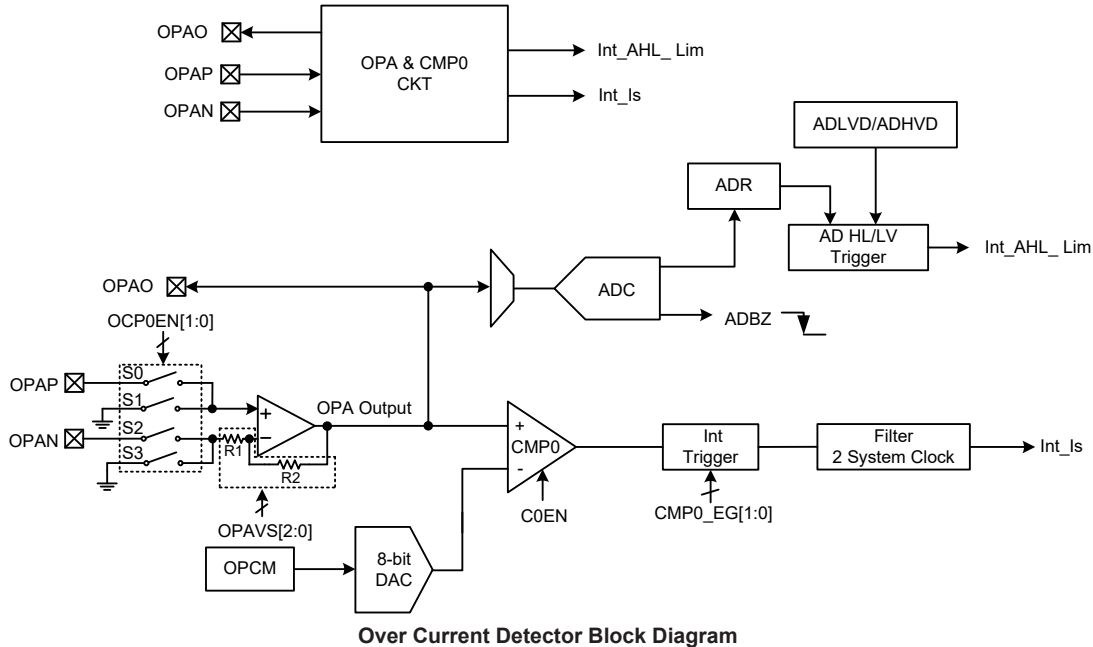 OPAO
OPAP
OPAN
OPA & CMP0
CKT
Int_AHL_ Lim
Int_Is
ADLVD/ADHVD
ADR
AD HL/LV
Trigger
Int_AHL_ Lim
OPAO
ADC
ADBZ
OCP0EN[1:0]
OPAP
S0
S1
OPAN
S2
S3
+
−
R1
R2
OPA Output
OPAVS[2:0]
+
CMP0
-
C0EN
Int
Trigger
CMP0_EG[1:0]
Filter
2 System Clock
Int_Is
OPCM
8-bit
DAC
Over Current Detector Block Diagram